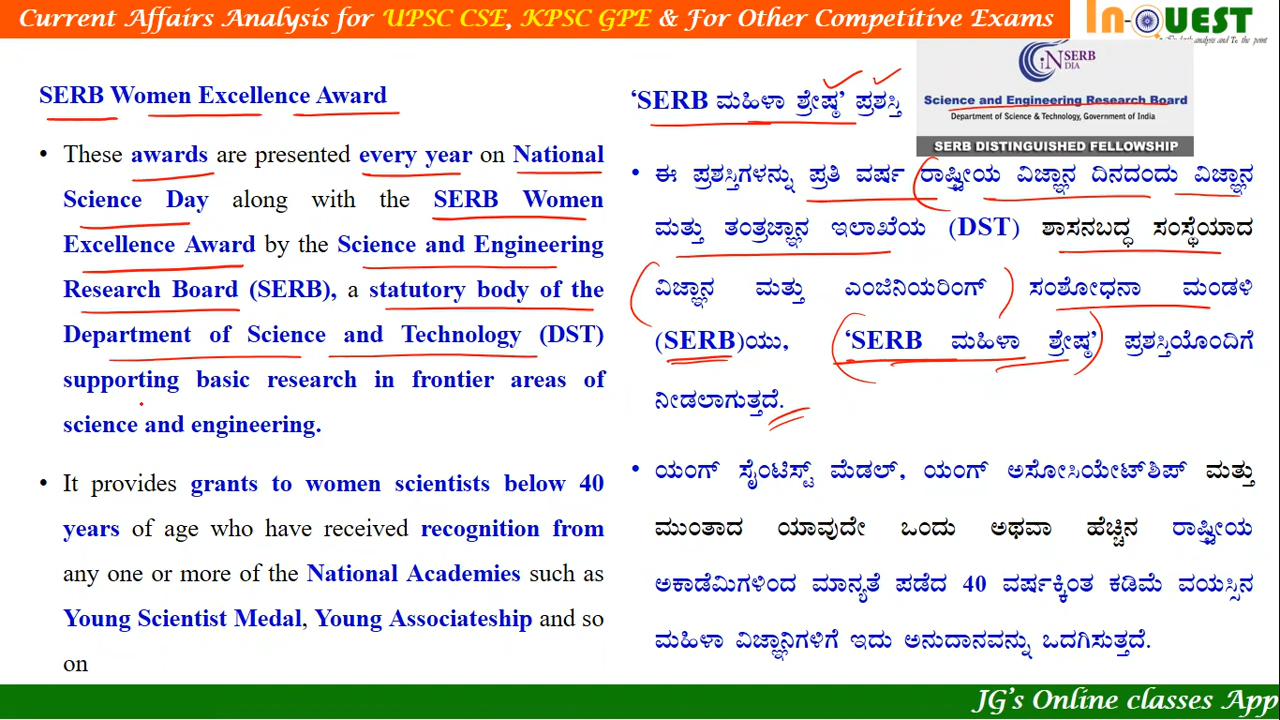 Current Affairs Analysis for UPSC CSE, KPSC GPE & For Other Competitive Exams
In-QUEST
In-depth analysis and To the point
SERB Women Excellence Award
• These awards are presented every year on National
Science Day along with the SERB Women
Excellence Award by the Science and Engineering
Research Board (SERB), a statutory body of the
Department of Science and Technology (DST)
supporting basic research in frontier areas of
science and engineering.
• It provides grants to women scientists below 40
years of age who have received recognition from
any one or more of the National Academies such as
Young Scientist Medal, Young Associateship and so
on
SERB
INDIA
Science and Engineering Research Board
Department of Science & Technology, Government of India
SERB DISTINGUISHED FELLOWSHIP
‘SERB ಮಹಿಳಾ ಶ್ರೇಷ್ಠ’ ಪ್ರಶಸ್ತಿ
• ಈ ಪ್ರಶಸ್ತಿಗಳನ್ನು ಪ್ರತಿ ವರ್ಷ ರಾಷ್ಟ್ರೀಯ ವಿಜ್ಞಾನ ದಿನದಂದು ವಿಜ್ಞಾನ
ಮತ್ತು ತಂತ್ರಜ್ಞಾನ ಇಲಾಖೆಯ (DST) ಶಾಸನಬದ್ಧ ಸಂಸ್ಥೆಯಾದ
ವಿಜ್ಞಾನ ಮತ್ತು ಎಂಜಿನಿಯರಿಂಗ್ ಸಂಶೋಧನಾ ಮಂಡಳಿ
(SERB)ಯು, ‘SERB ಮಹಿಳಾ ಶ್ರೇಷ್ಠ’ ಪ್ರಶಸ್ತಿಯೊಂದಿಗೆ
ನೀಡಲಾಗುತ್ತದೆ.
• ಯಂಗ್ ಸೈಂಟಿಸ್ಟ್ ಮೆಡಲ್, ಯಂಗ್ ಅಸೋಸಿಯೇಟ್‌ಶಿಪ್ ಮತ್ತು
ಮುಂತಾದ ಯಾವುದೇ ಒಂದು ಅಥವಾ ಹೆಚ್ಚಿನ ರಾಷ್ಟ್ರೀಯ
ಅಕಾಡೆಮಿಗಳಿಂದ ಮಾನ್ಯತೆ ಪಡೆದ 40 ವರ್ಷಕ್ಕಿಂತ ಕಡಿಮೆ ವಯಸ್ಸಿನ
ಮಹಿಳಾ ವಿಜ್ಞಾನಿಗಳಿಗೆ ಇದು ಅನುದಾನವನ್ನು ಒದಗಿಸುತ್ತದೆ.
JG's Online classes App